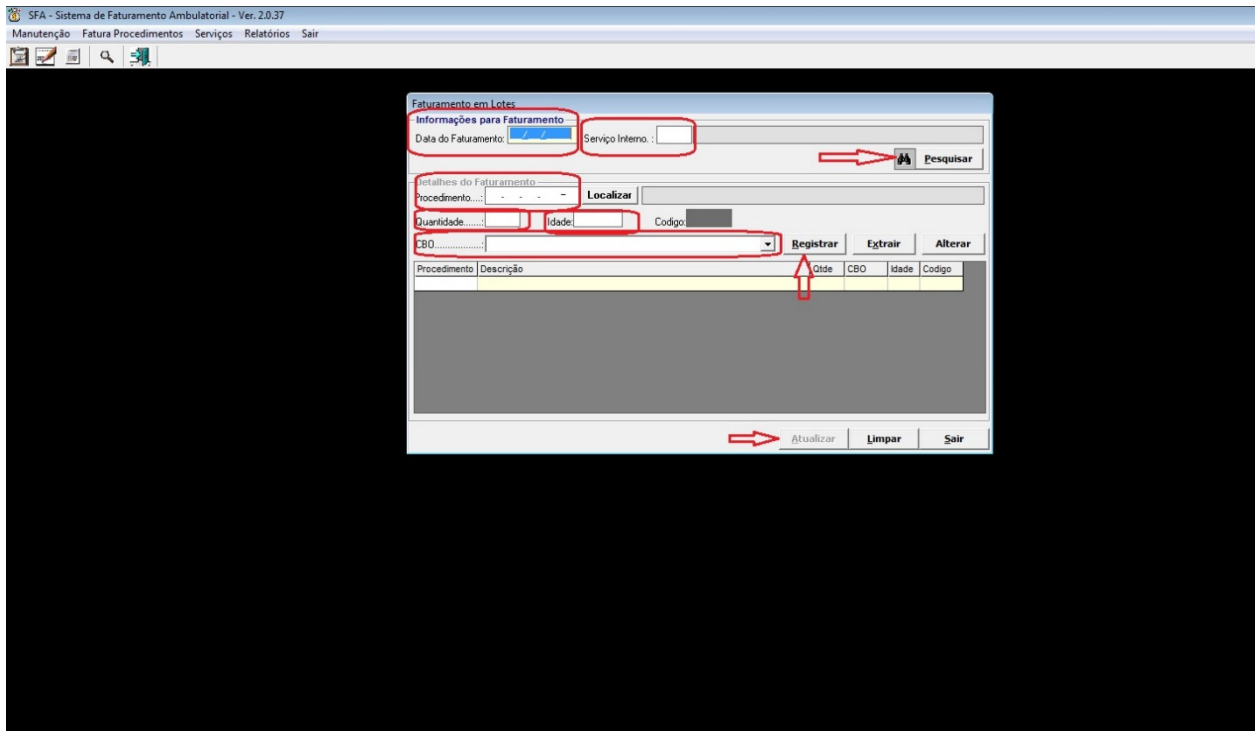 SFA - Sistema de Faturamento Ambulatorial - Ver. 2.0.37
Manutenção Fatura Procedimentos Serviços Relatórios Sair
Faturamento em Lotes
Informações para Faturamento
Data do Faturamento: _/_/ Serviço Interno. :
Pesquisar
Detalhes do Faturamento
Procedimento....: . . . - Localizar
Quantidade.......: Idade: Codigo:
CBO................: Registrar Extrair Alterar
Procedimento Descrição Qtde CBO Idade Codigo
Atualizar Limpar Sair